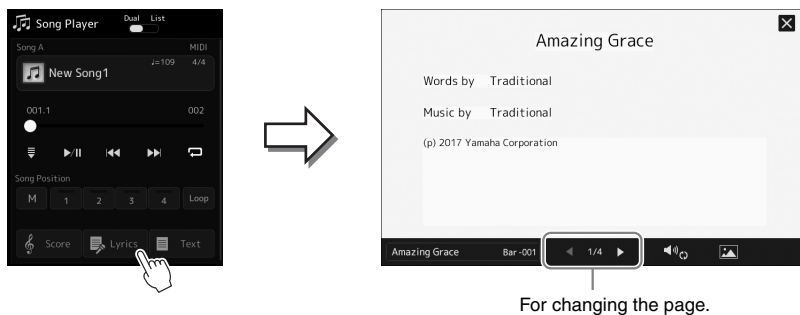 Song Player
Dual List
Song A MIDI
New Song1 ♩=109 4/4
001.1 002
Song Position
M 1 2 3 4 Loop
Score Lyrics Text
Amazing Grace
Words by Traditional
Music by Traditional
(p) 2017 Yamaha Corporation
Amazing Grace Bar -001 1/4
For changing the page.